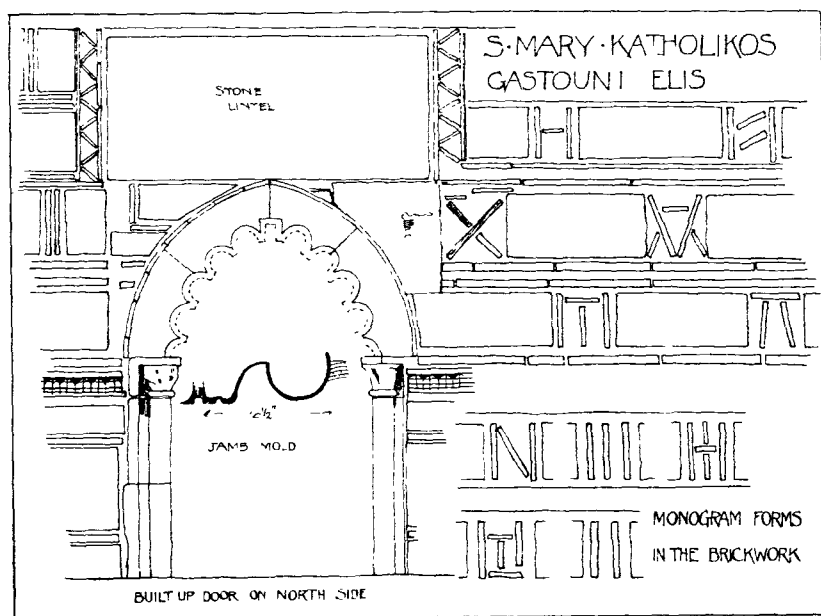 S·MARY·KATHOLIKOS
GASTOUNI ELIS
STONE
LINTEL
JAMB MOLD
MONOGRAM FORMS
IN THE BRICKWORK
BUILT UP DOOR ON NORTH SIDE